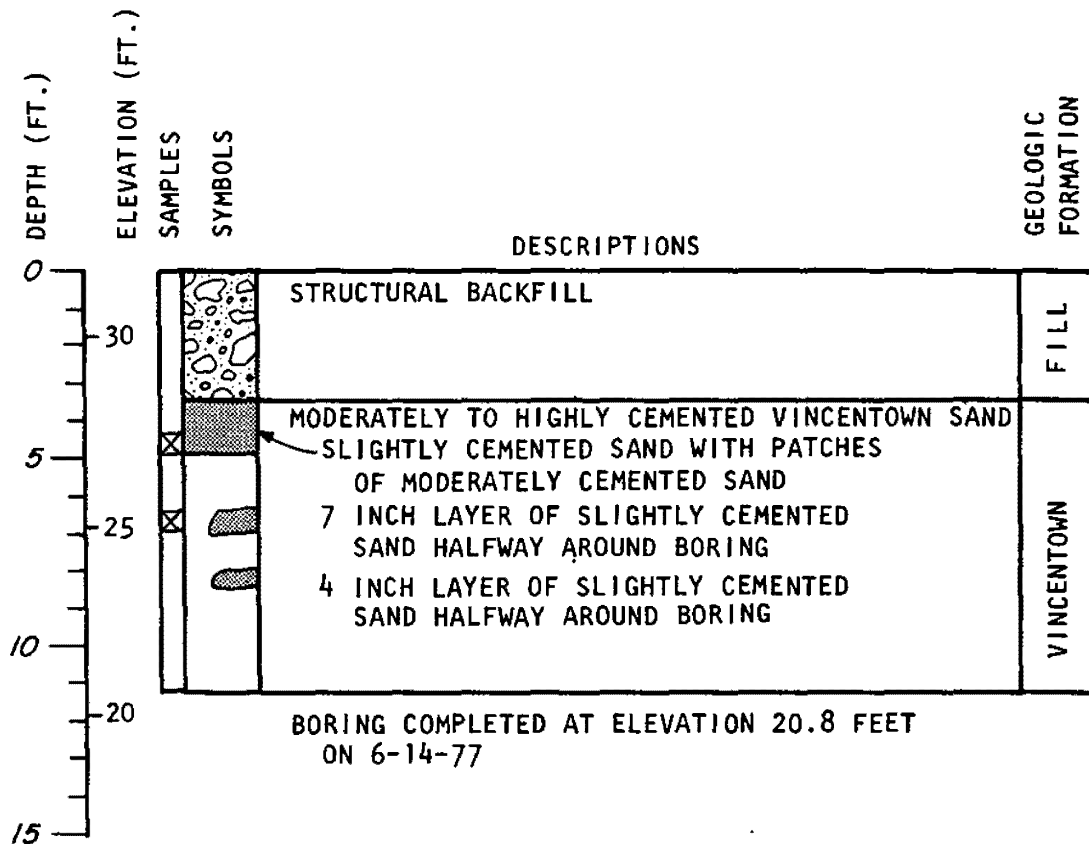 DEPTH (FT.)
ELEVATION (FT.)
SAMPLES
SYMBOLS
DESCRIPTIONS
GEOLOGIC
FORMATION
0
5
10
15
30
25
20
STRUCTURAL BACKFILL
MODERATELY TO HIGHLY CEMENTED VINCENTOWN SAND
SLIGHTLY CEMENTED SAND WITH PATCHES
OF MODERATELY CEMENTED SAND
7 INCH LAYER OF SLIGHTLY CEMENTED
SAND HALFWAY AROUND BORING
4 INCH LAYER OF SLIGHTLY CEMENTED
SAND HALFWAY AROUND BORING
FILL
VINCENTOWN
BORING COMPLETED AT ELEVATION 20.8 FEET
ON 6-14-77